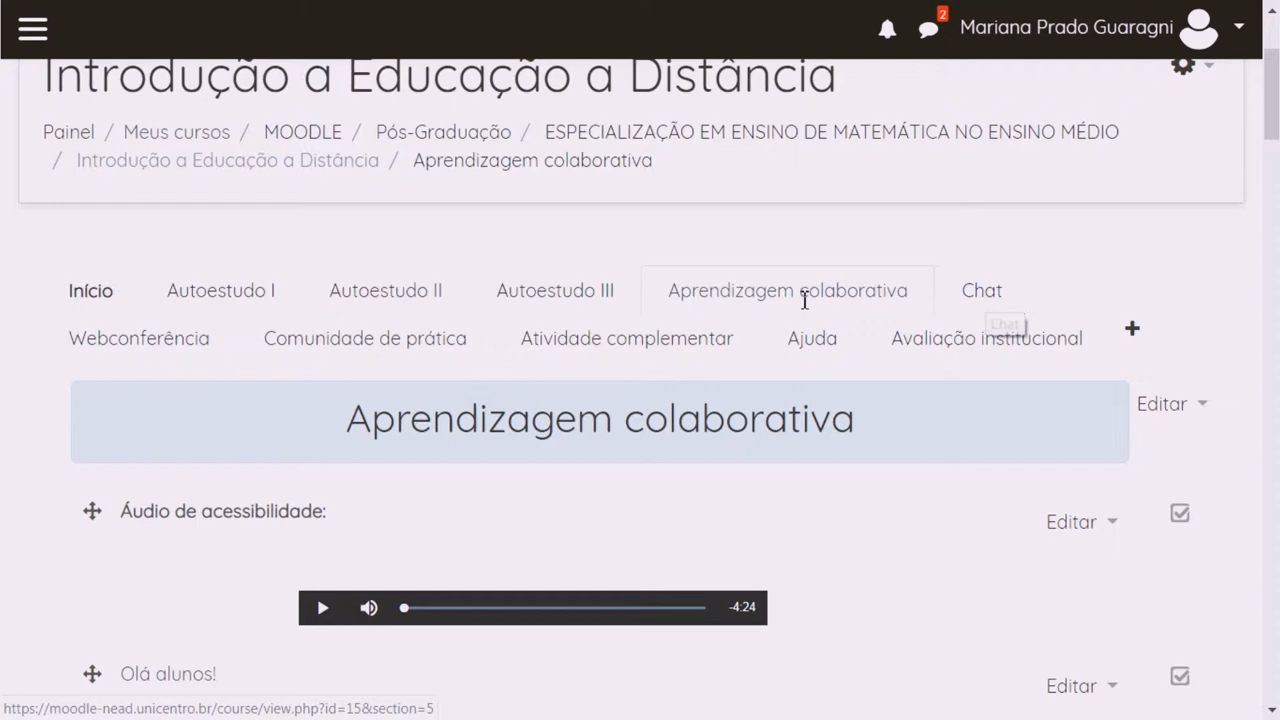 2
Mariana Prado Guaragni
Introdução a Educação a Distância
Painel / Meus cursos / MOODLE / Pós-Graduação / ESPECIALIZAÇÃO EM ENSINO DE MATEMÁTICA NO ENSINO MÉDIO
/ Introdução a Educação a Distância / Aprendizagem colaborativa
Início Autoestudo I Autoestudo II Autoestudo III Aprendizagem colaborativa Chat
Chat
Webconferência Comunidade de prática Atividade complementar Ajuda Avaliação institucional
Aprendizagem colaborativa
Editar
Áudio de acessibilidade:
Editar
-4:24
Olá alunos!
Editar
https://moodle-nead.unicentro.br/course/view.php?id=15&section=5